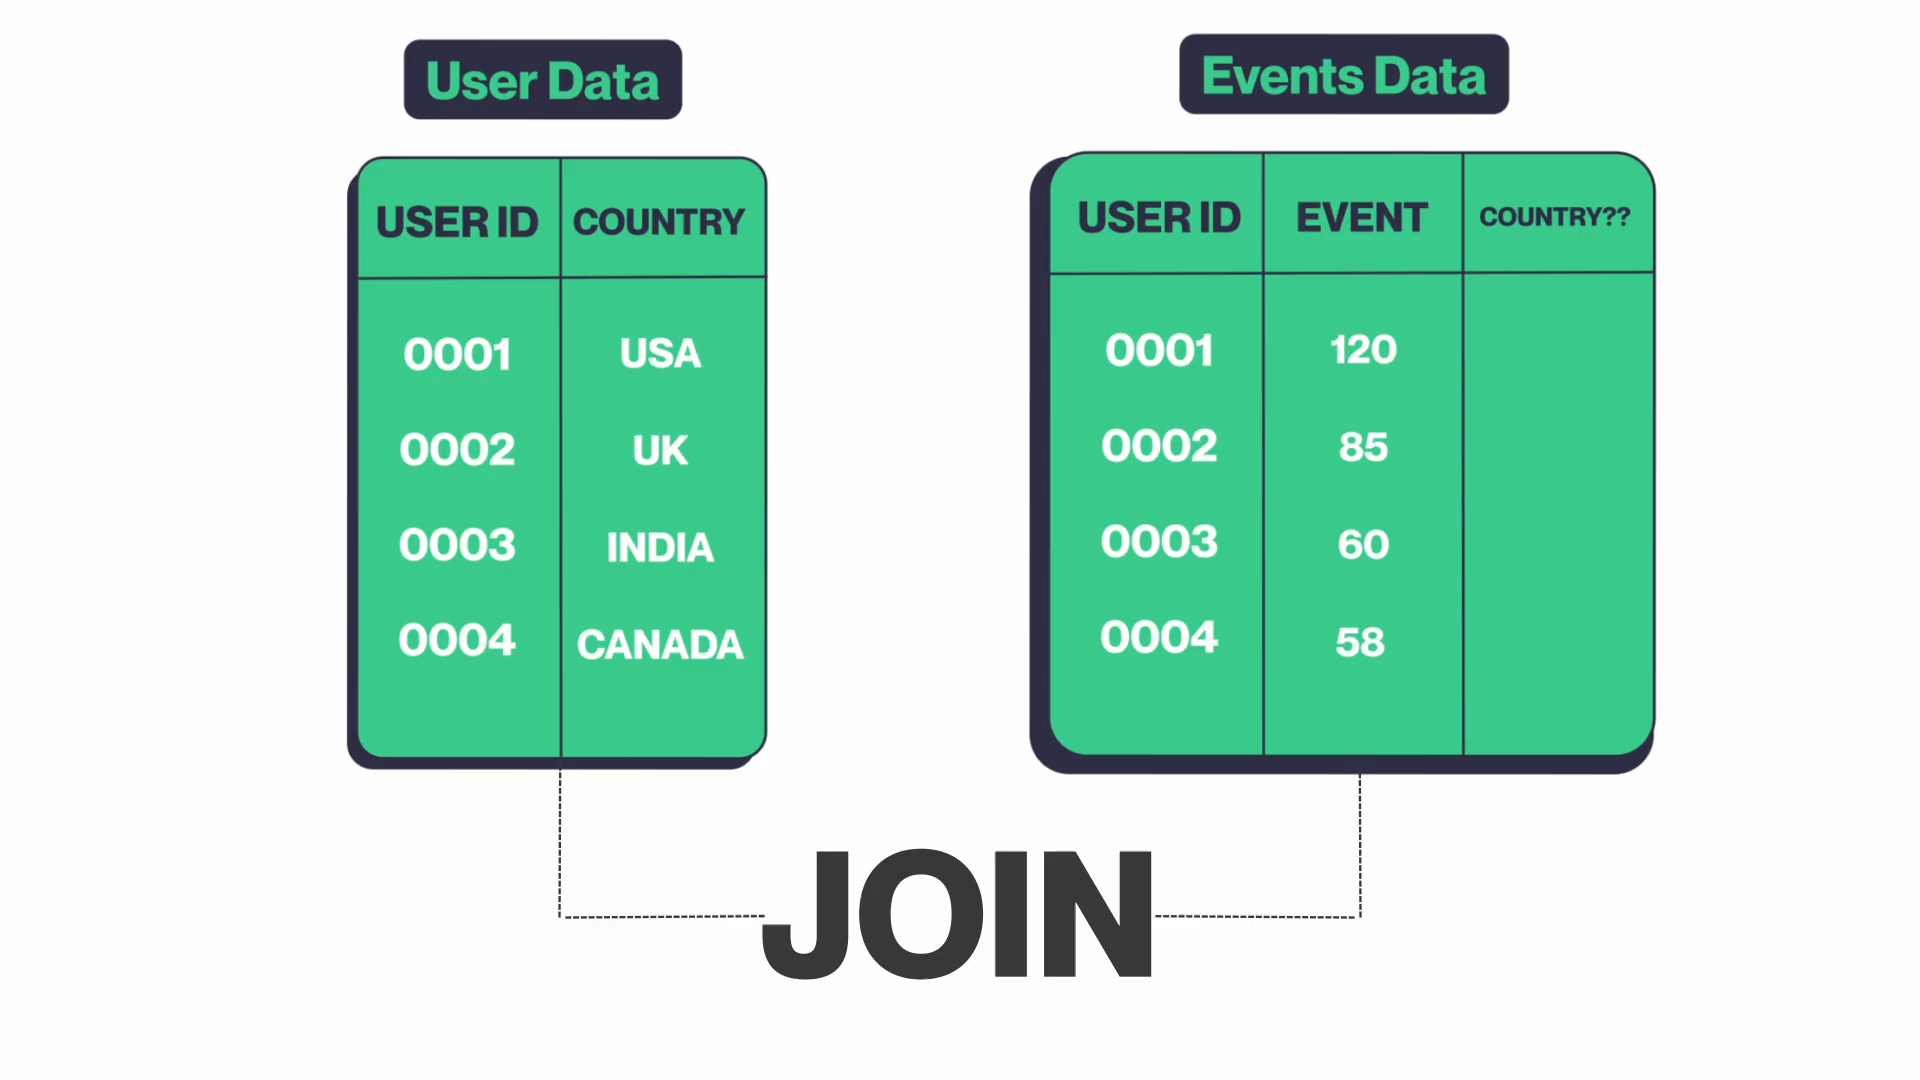 User Data
USER ID COUNTRY
0001 USA
0002 UK
0003 INDIA
0004 CANADA
Events Data
USER ID EVENT COUNTRY??
0001 120
0002 85
0003 60
0004 58
JOIN